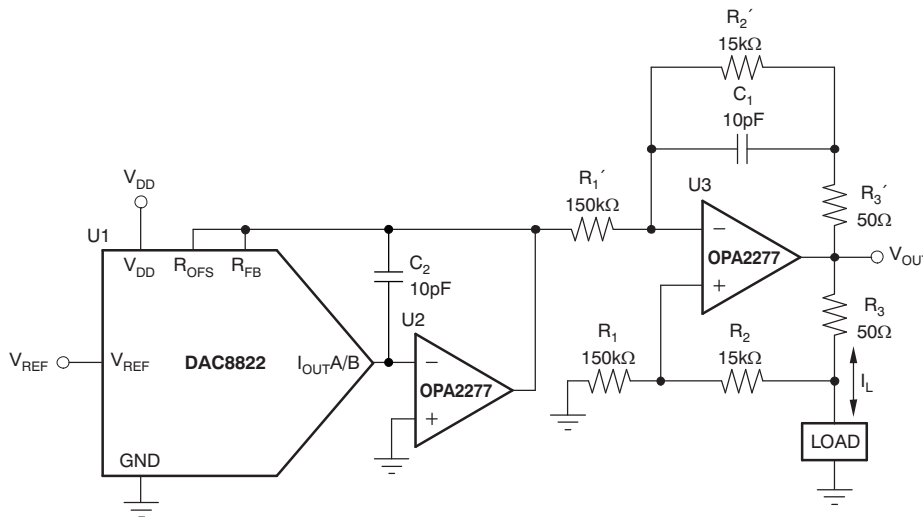 R2′
15kΩ
C1
10pF
VDD
R1′
150kΩ
U3
R3′
50Ω
U1
VDD
ROFS
RFB
C2
10pF
OPA2277
VOUT
U2
R3
50Ω
VREF
VREF
DAC8822
IOUTA/B
R1
150kΩ
R2
15kΩ
OPA2277
IL
GND
LOAD